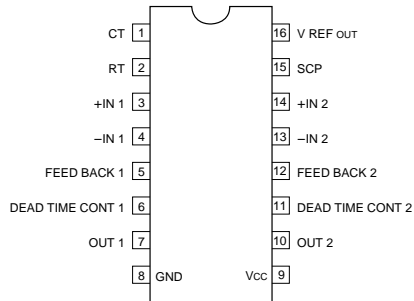 CT 1 16 V REF OUT
RT 2 15 SCP
+IN 1 3 14 +IN 2
−IN 1 4 13 −IN 2
FEED BACK 1 5 12 FEED BACK 2
DEAD TIME CONT 1 6 11 DEAD TIME CONT 2
OUT 1 7 10 OUT 2
8 GND VCC 9